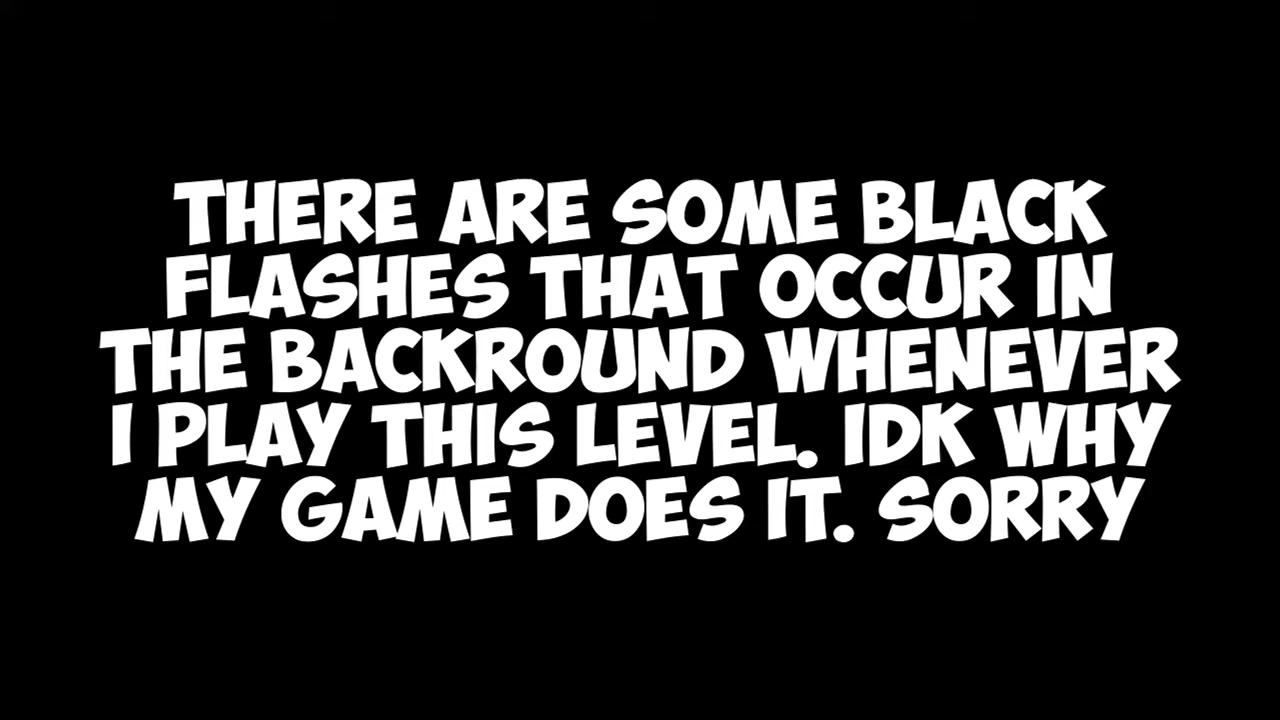 THERE ARE SOME BLACK
FLASHES THAT OCCUR IN
THE BACKROUND WHENEVER
I PLAY THIS LEVEL. IDK WHY
MY GAME DOES IT. SORRY